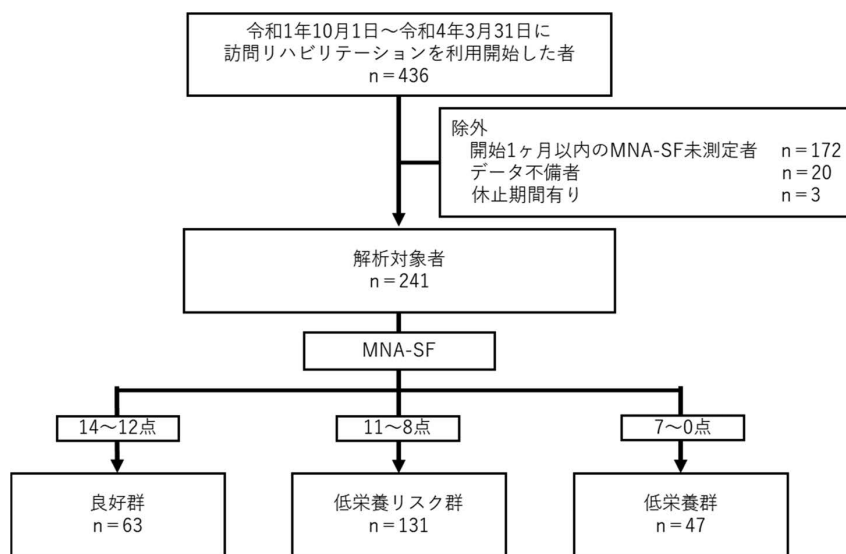 令和1年10月1日～令和4年3月31日に
訪問リハビリテーションを利用開始した者
n＝436
除外
開始1ヶ月以内のMNA-SF未測定者 n＝172
データ不備者 n＝20
休止期間有り n＝3
解析対象者
n＝241
MNA-SF
14～12点
11～8点
7～0点
良好群
n＝63
低栄養リスク群
n＝131
低栄養群
n＝47